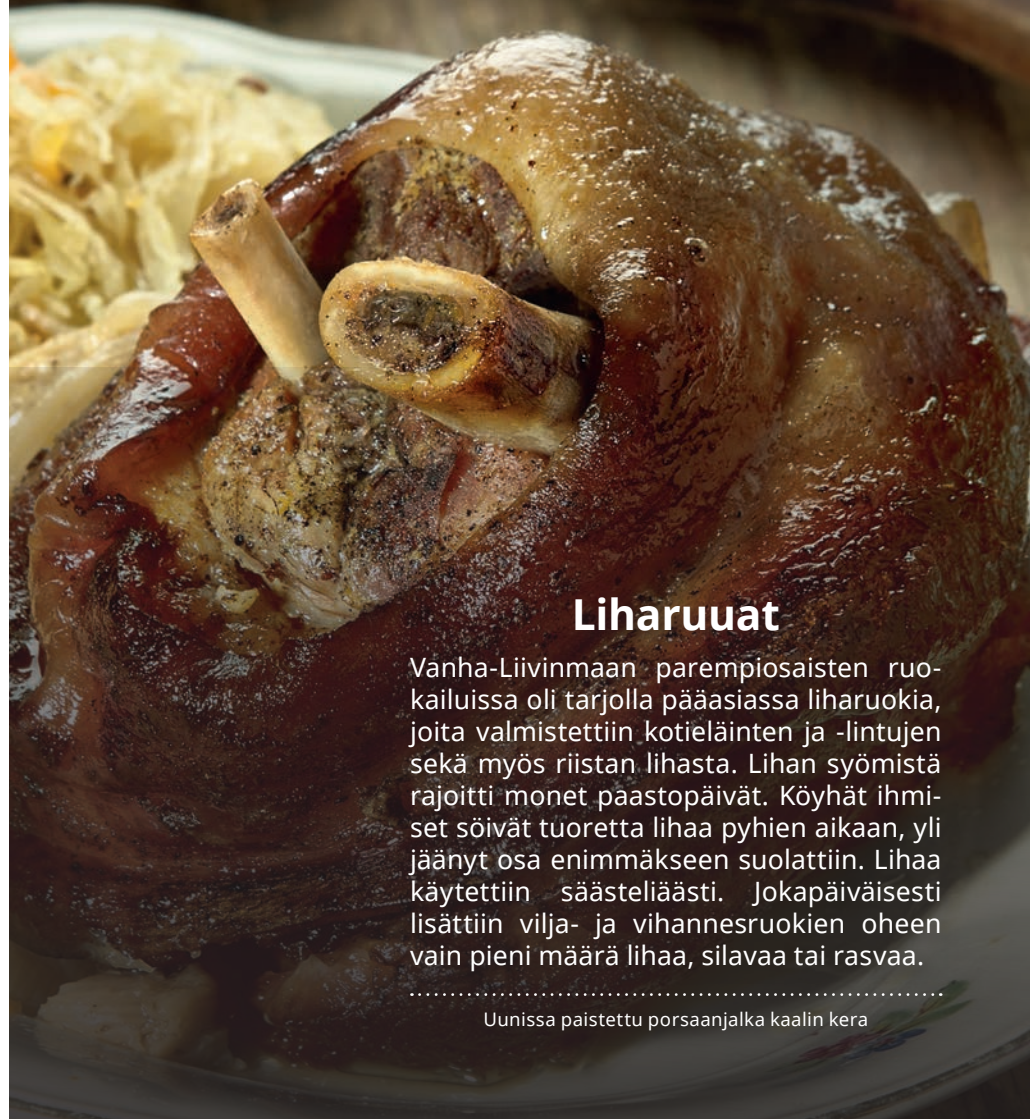 Liharuuat
Vanha-Liivinmaan parempiosaisten ruo-
kailuissa oli tarjolla pääasiassa liharuokia,
joita valmistettiin kotieläinten ja -lintujen
sekä myös riistan lihasta. Lihan syömistä
rajoitti monet paastopäivät. Köyhät ihmi-
set söivät tuoretta lihaa pyhien aikaan, yli
jäänyt osa enimmäkseen suolattiin. Lihaa
käytettiin säästeliäästi. Jokapäiväisesti
lisättiin vilja- ja vihannesruokien oheen
vain pieni määrä lihaa, silavaa tai rasvaa.
Uunissa paistettu porsaanjalka kaalin kera